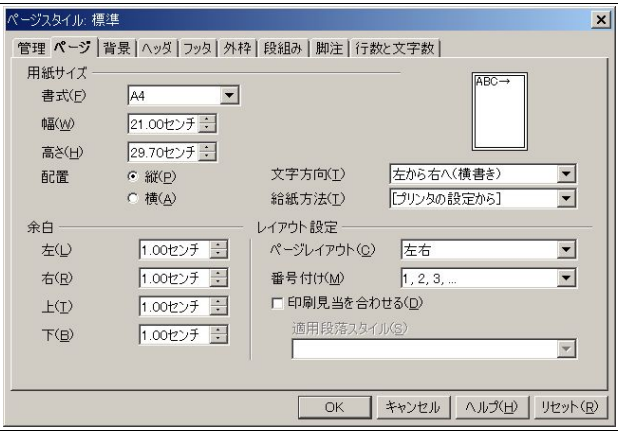 ページスタイル: 標準
管理 ページ 背景 ヘッダ フッタ 外枠 段組み 脚注 行数と文字数
用紙サイズ
書式(F) A4
ABC→
幅(W) 21.00センチ
高さ(H) 29.70センチ
配置 縦(P) 文字方向(T) 左から右へ(横書き)
横(A) 給紙方法(T) [プリンタの設定から]
余白 レイアウト設定
左(L) 1.00センチ ページレイアウト(C) 左右
右(R) 1.00センチ 番号付け(M) 1, 2, 3, ...
上(T) 1.00センチ 印刷見当を合わせる(D)
適用段落スタイル(S)
下(B) 1.00センチ
OK キャンセル ヘルプ(H) リセット(R)